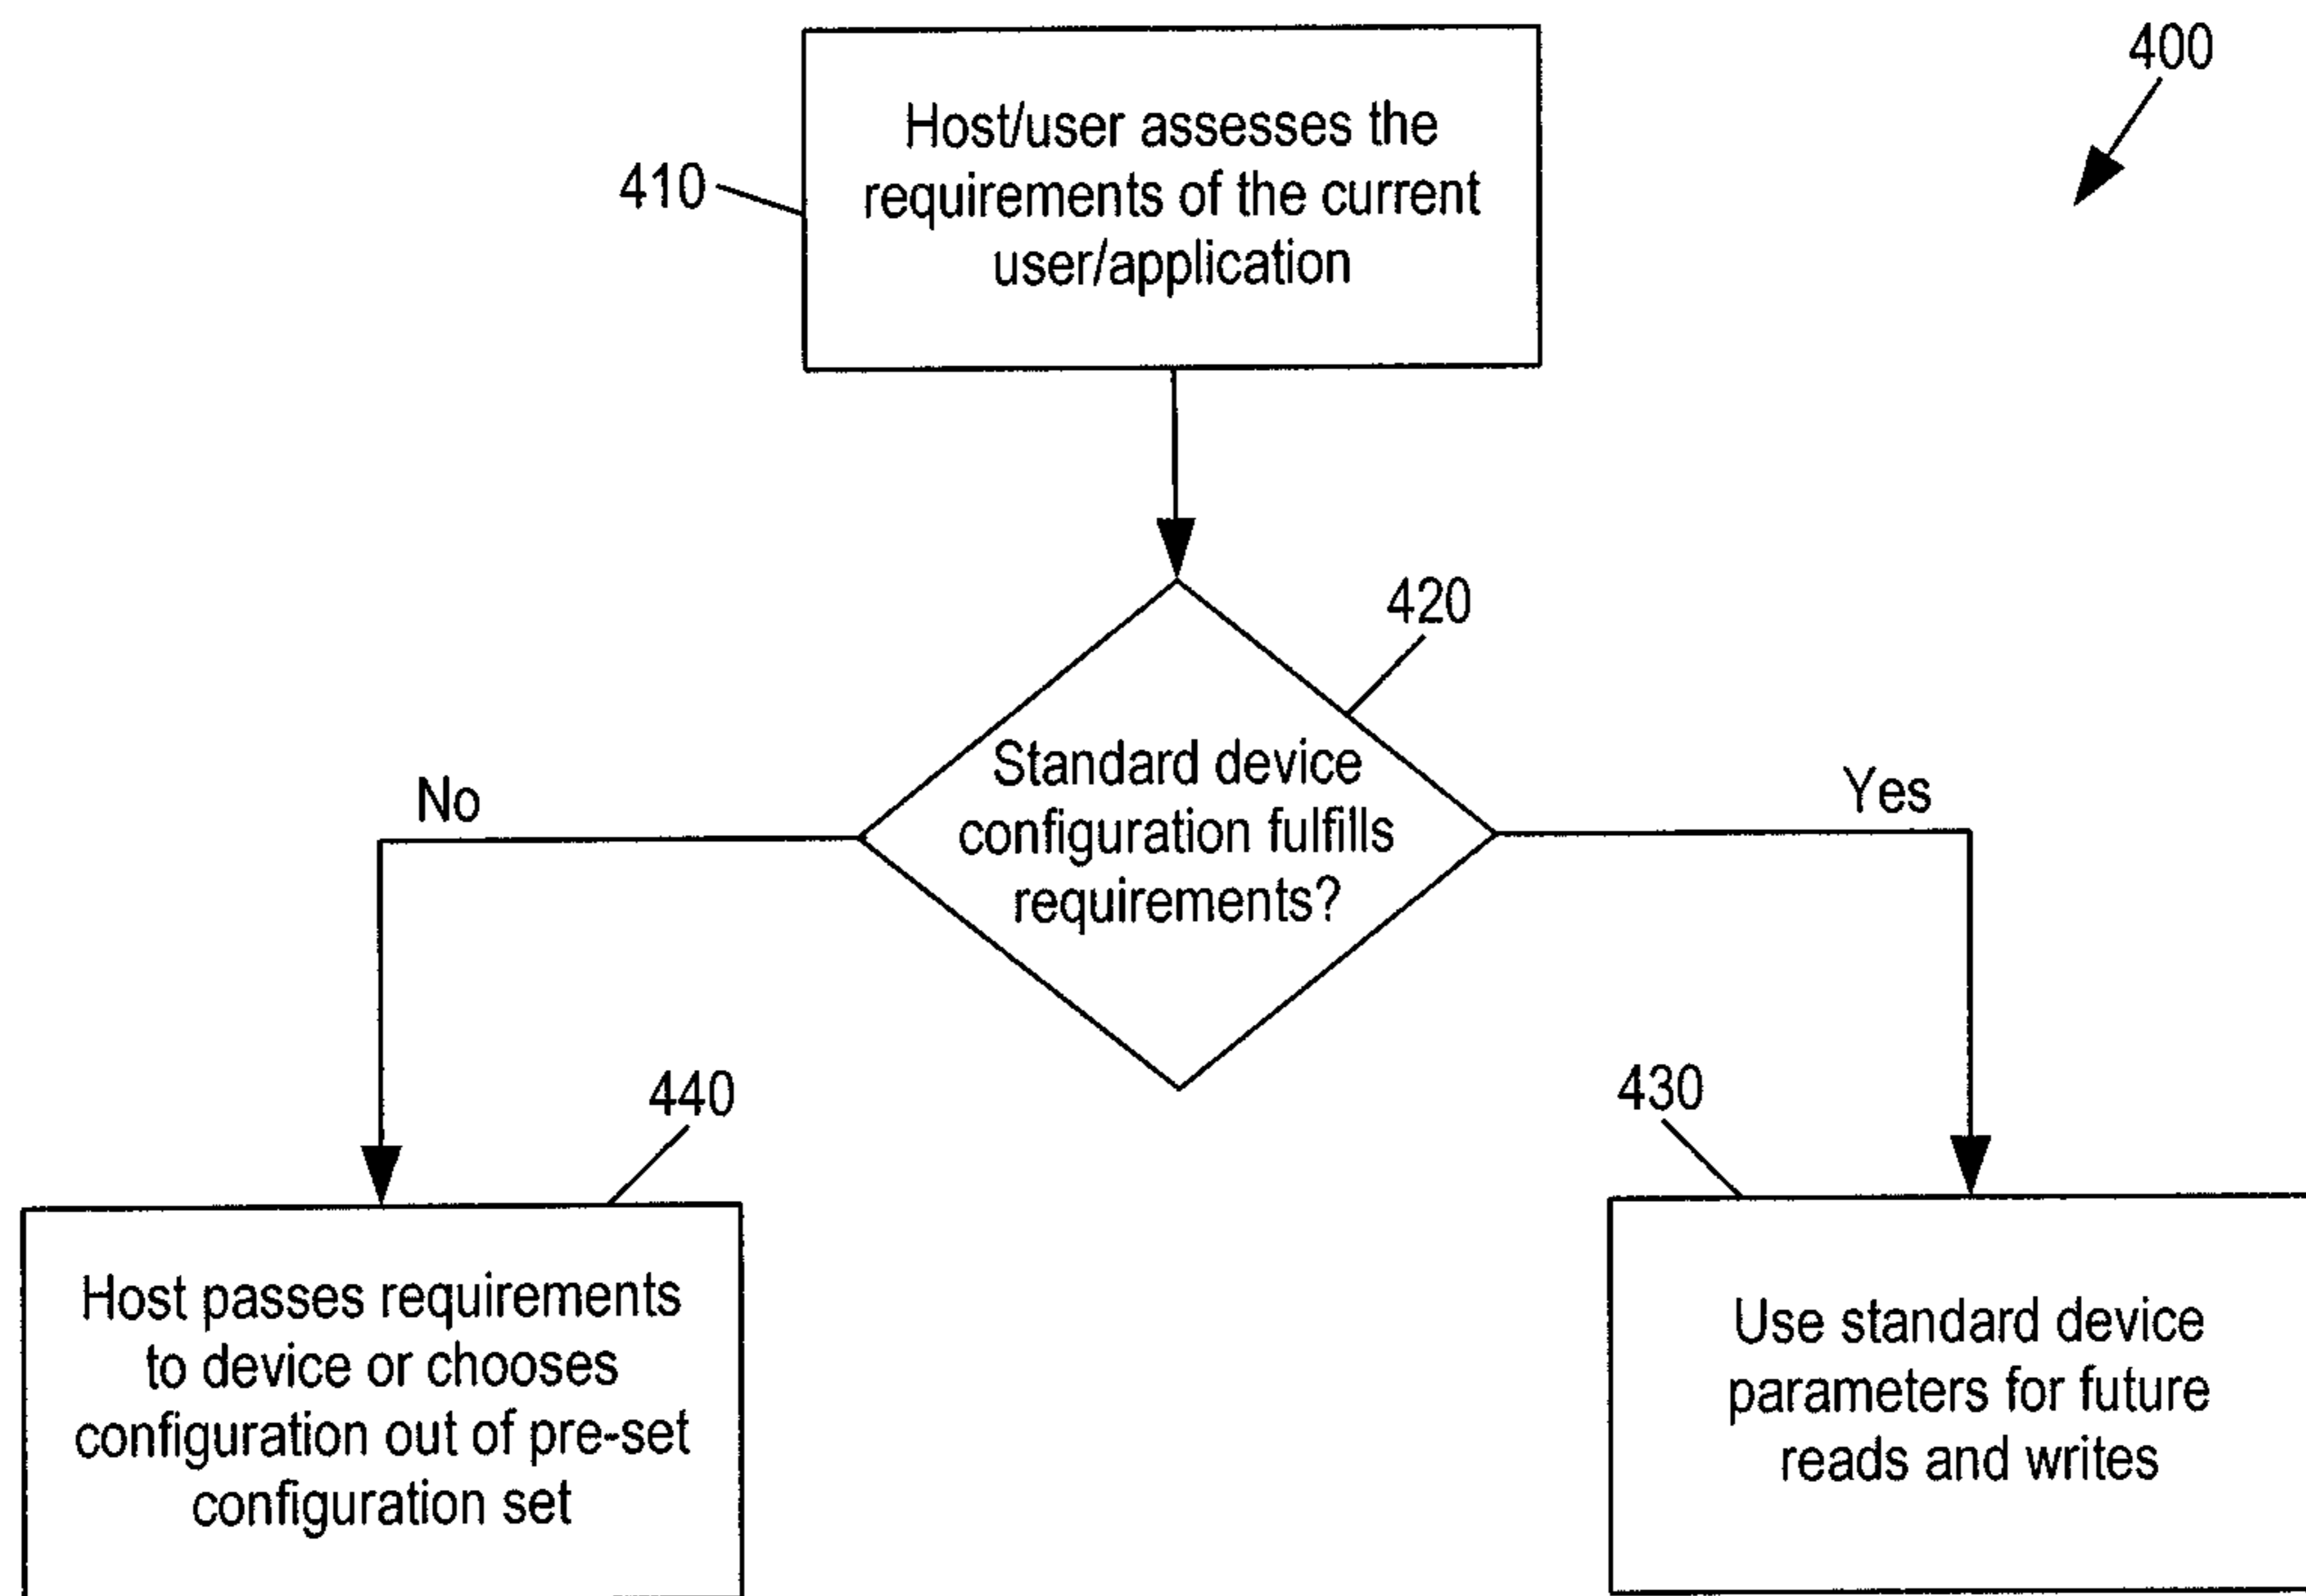 400
Host/user assesses the
requirements of the current
user/application
410
420
Standard device
configuration fulfills
requirements?
No
Yes
440
430
Host passes requirements
to device or chooses
configuration out of pre-set
configuration set
Use standard device
parameters for future
reads and writes